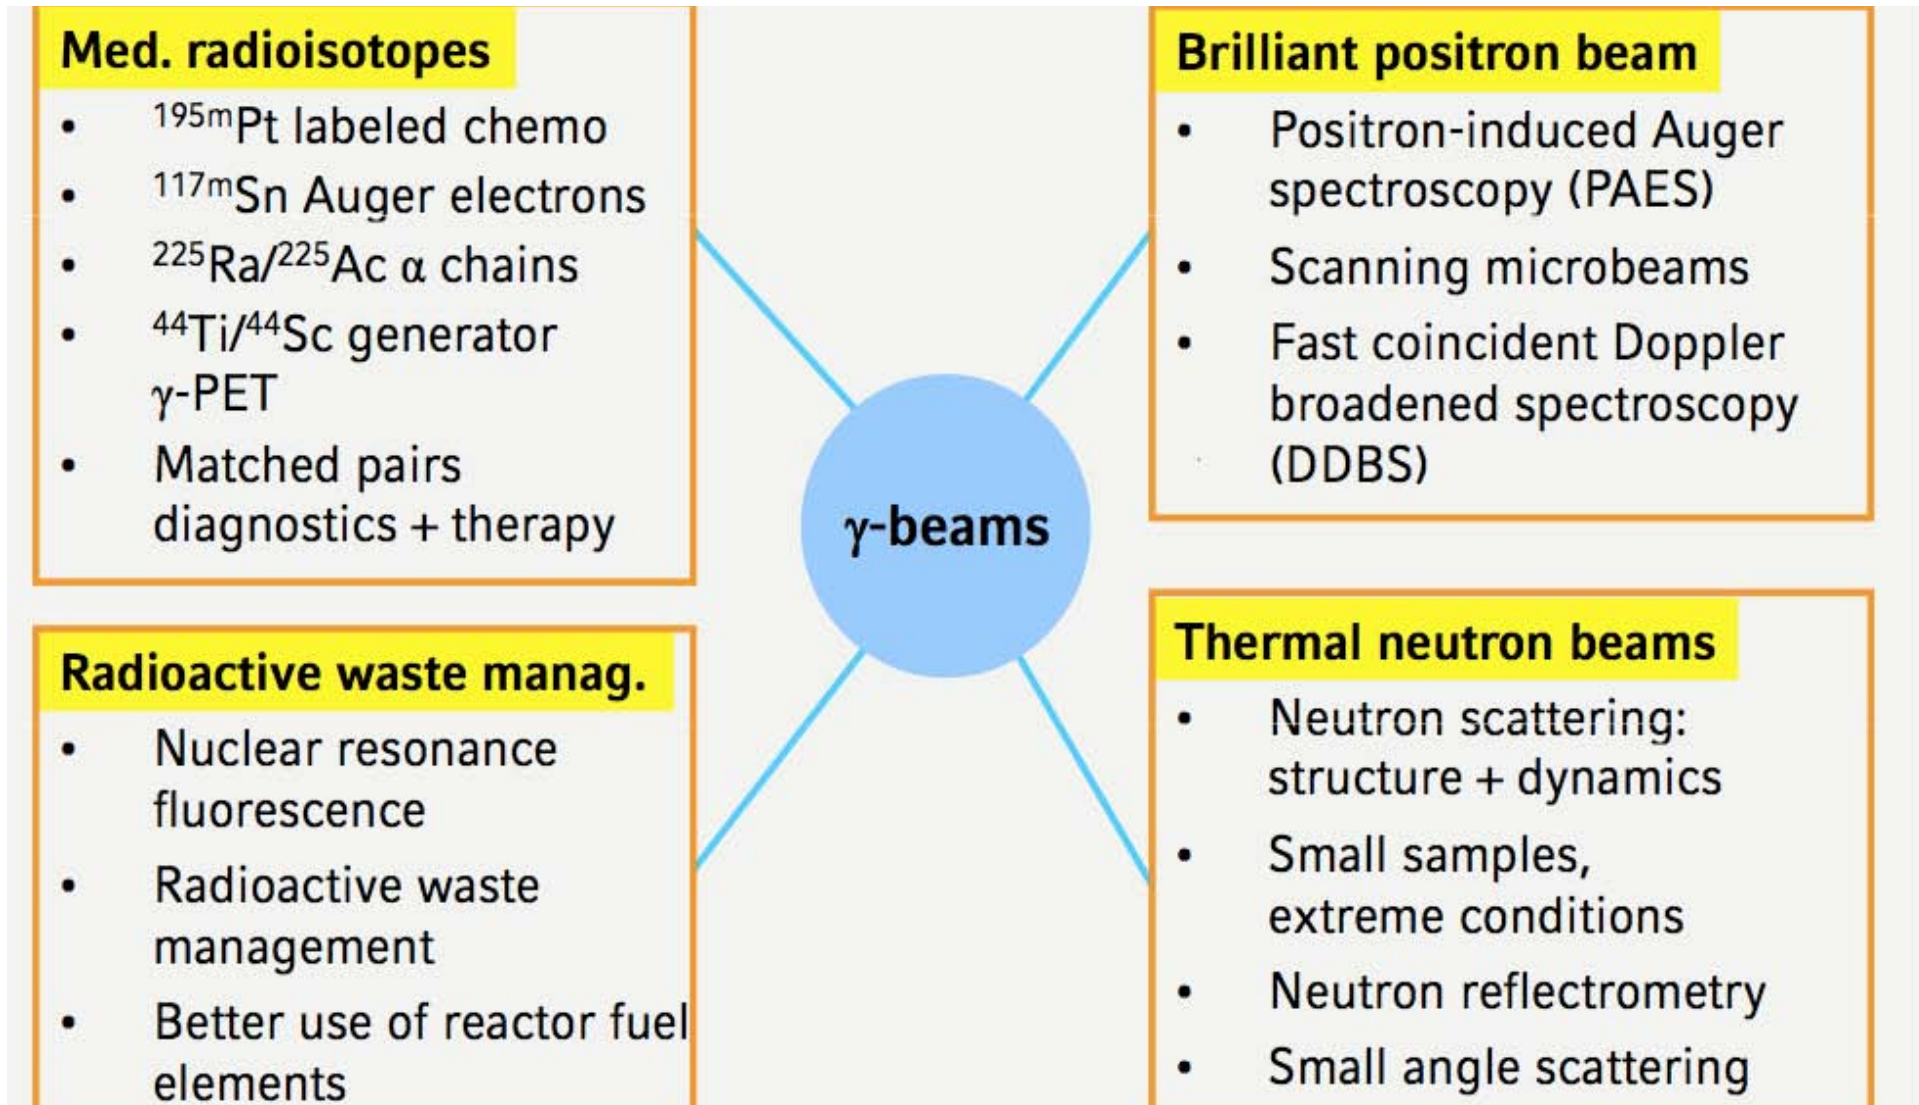 Med. radioisotopes
• ¹⁹⁵ᵐPt labeled chemo
• ¹¹⁷ᵐSn Auger electrons
• ²²⁵Ra/²²⁵Ac α chains
• ⁴⁴Ti/⁴⁴Sc generator
γ-PET
• Matched pairs
diagnostics + therapy
Brilliant positron beam
• Positron-induced Auger
spectroscopy (PAES)
• Scanning microbeams
• Fast coincident Doppler
broadened spectroscopy
(DDBS)
γ-beams
Radioactive waste manag.
• Nuclear resonance
fluorescence
• Radioactive waste
management
• Better use of reactor fuel
elements
Thermal neutron beams
• Neutron scattering:
structure + dynamics
• Small samples,
extreme conditions
• Neutron reflectrometry
• Small angle scattering